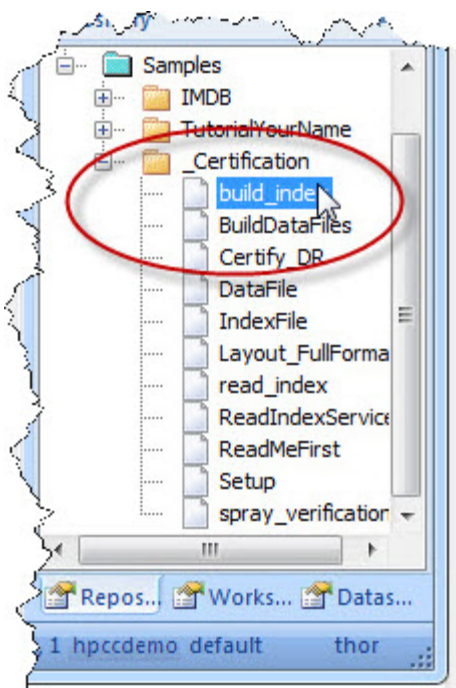 Samples
IMDB
TutorialYourName
_Certification
build_index
BuildDataFiles
Certify_DR
DataFile
IndexFile
Layout_FullForma
read_index
ReadIndexService
ReadMeFirst
Setup
spray_verification
Repos... Works... Datas...
1 hpccdemo default thor